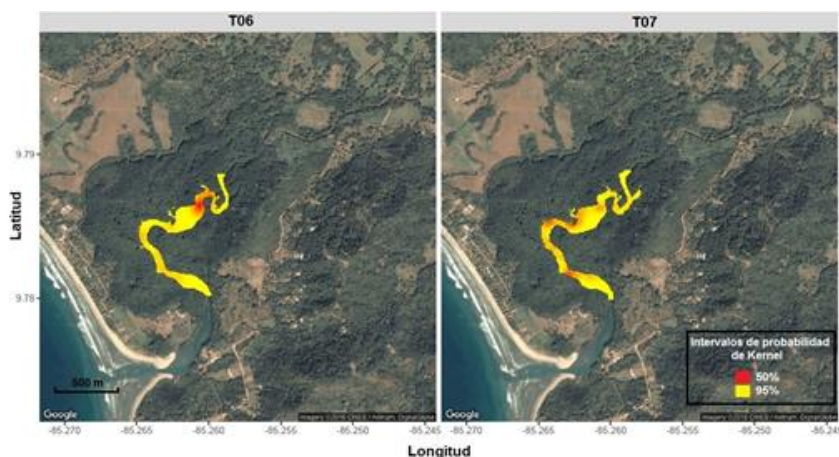 T06
T07
Latitud
9.79
9.78
500 m
Google
Google
Intervalos de probabilidad
de Kernel
50%
95%
-85.270
-85.265
-85.260
-85.255
-85.250
-85.245
-85.270
-85.265
-85.260
-85.255
-85.250
-85.245
Longitud